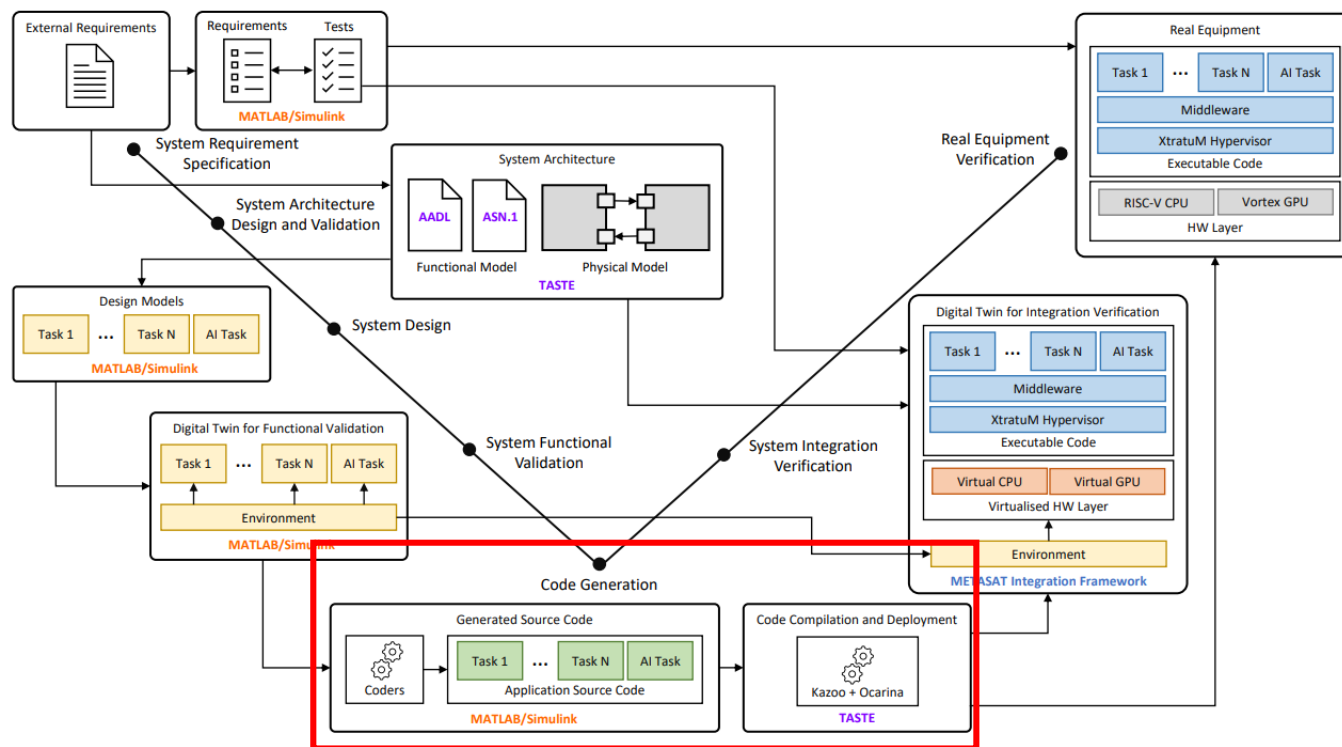 External Requirements
Requirements
Tests
MATLAB/Simulink
System Requirement
Specification
System Architecture
Design and Validation
System Architecture
AADL
ASN.1
Functional Model
Physical Model
TASTE
Real Equipment
Verification
Real Equipment
Task 1
...
Task N
AI Task
Middleware
XtratuM Hypervisor
Executable Code
RISC-V CPU
Vortex GPU
HW Layer
Design Models
Task 1
...
Task N
AI Task
MATLAB/Simulink
System Design
Digital Twin for Integration Verification
Task 1
...
Task N
AI Task
Middleware
XtratuM Hypervisor
Executable Code
Virtual CPU
Virtual GPU
Virtualised HW Layer
Environment
METASAT Integration Framework
Digital Twin for Functional Validation
Task 1
...
Task N
AI Task
Environment
MATLAB/Simulink
System Functional
Validation
System Integration
Verification
Code Generation
Generated Source Code
Coders
Task 1
...
Task N
AI Task
Application Source Code
MATLAB/Simulink
Code Compilation and Deployment
Kazoo + Ocarina
TASTE